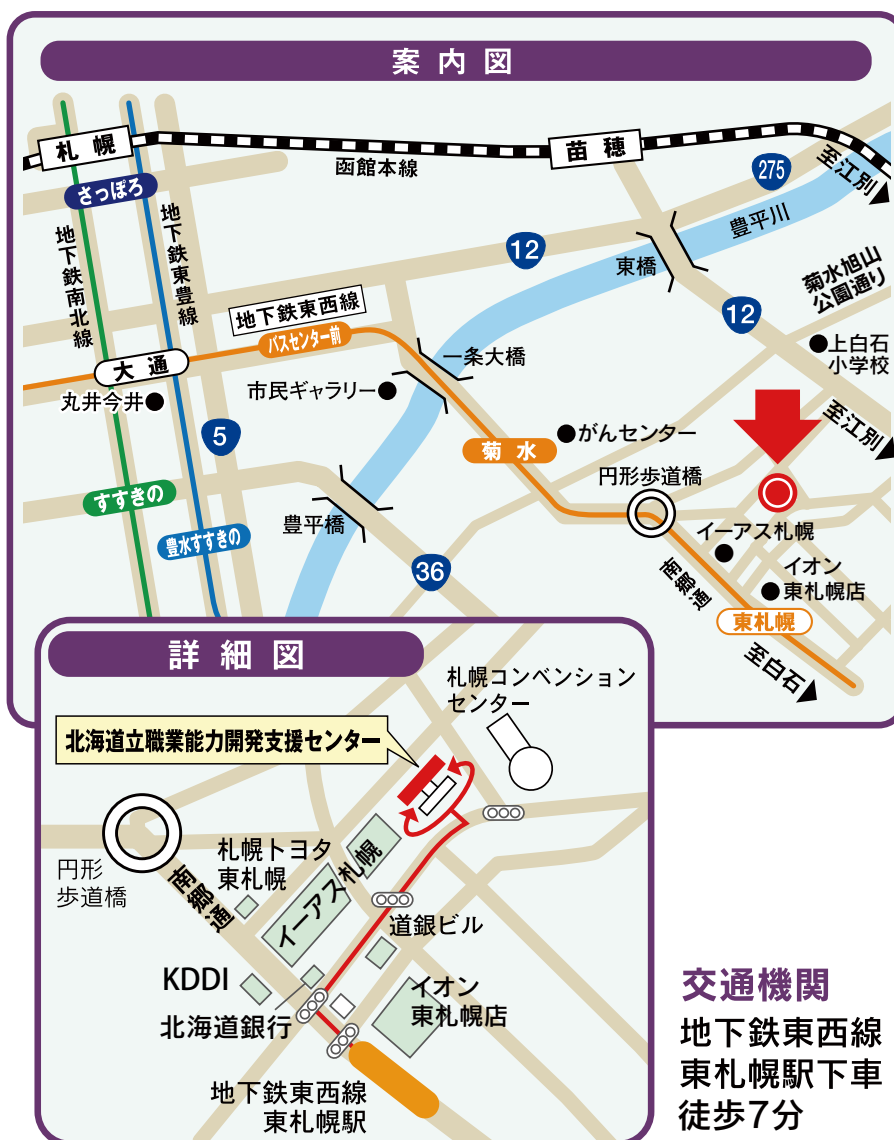 案内図
札幌
苗穂
函館本線
275
至江別
さっぽろ
豊平川
地下鉄南北線
地下鉄東豊線
12
東橋
菊水旭山
公園通り
地下鉄東西線
バスセンター前
12
大通
一条大橋
上白石
小学校
丸井今井
市民ギャラリー
至江別
5
菊水
がんセンター
円形歩道橋
すすきの
豊水すすきの
豊平橋
イーアス札幌
36
南郷通
イオン
東札幌店
東札幌
至白石
詳細図
札幌コンベンション
センター
北海道立職業能力開発支援センター
円形
歩道橋
南郷通
札幌トヨタ
東札幌
イーアス札幌
道銀ビル
KDDI
北海道銀行
イオン
東札幌店
地下鉄東西線
東札幌駅
交通機関
地下鉄東西線
東札幌駅下車
徒歩7分